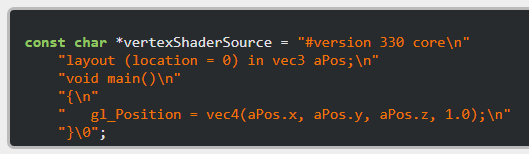 const char *vertexShaderSource = "#version 330 core\n"
    "layout (location = 0) in vec3 aPos;\n"
    "void main()\n"
    "{\n"
    "   gl_Position = vec4(aPos.x, aPos.y, aPos.z, 1.0);\n"
    "}\0";